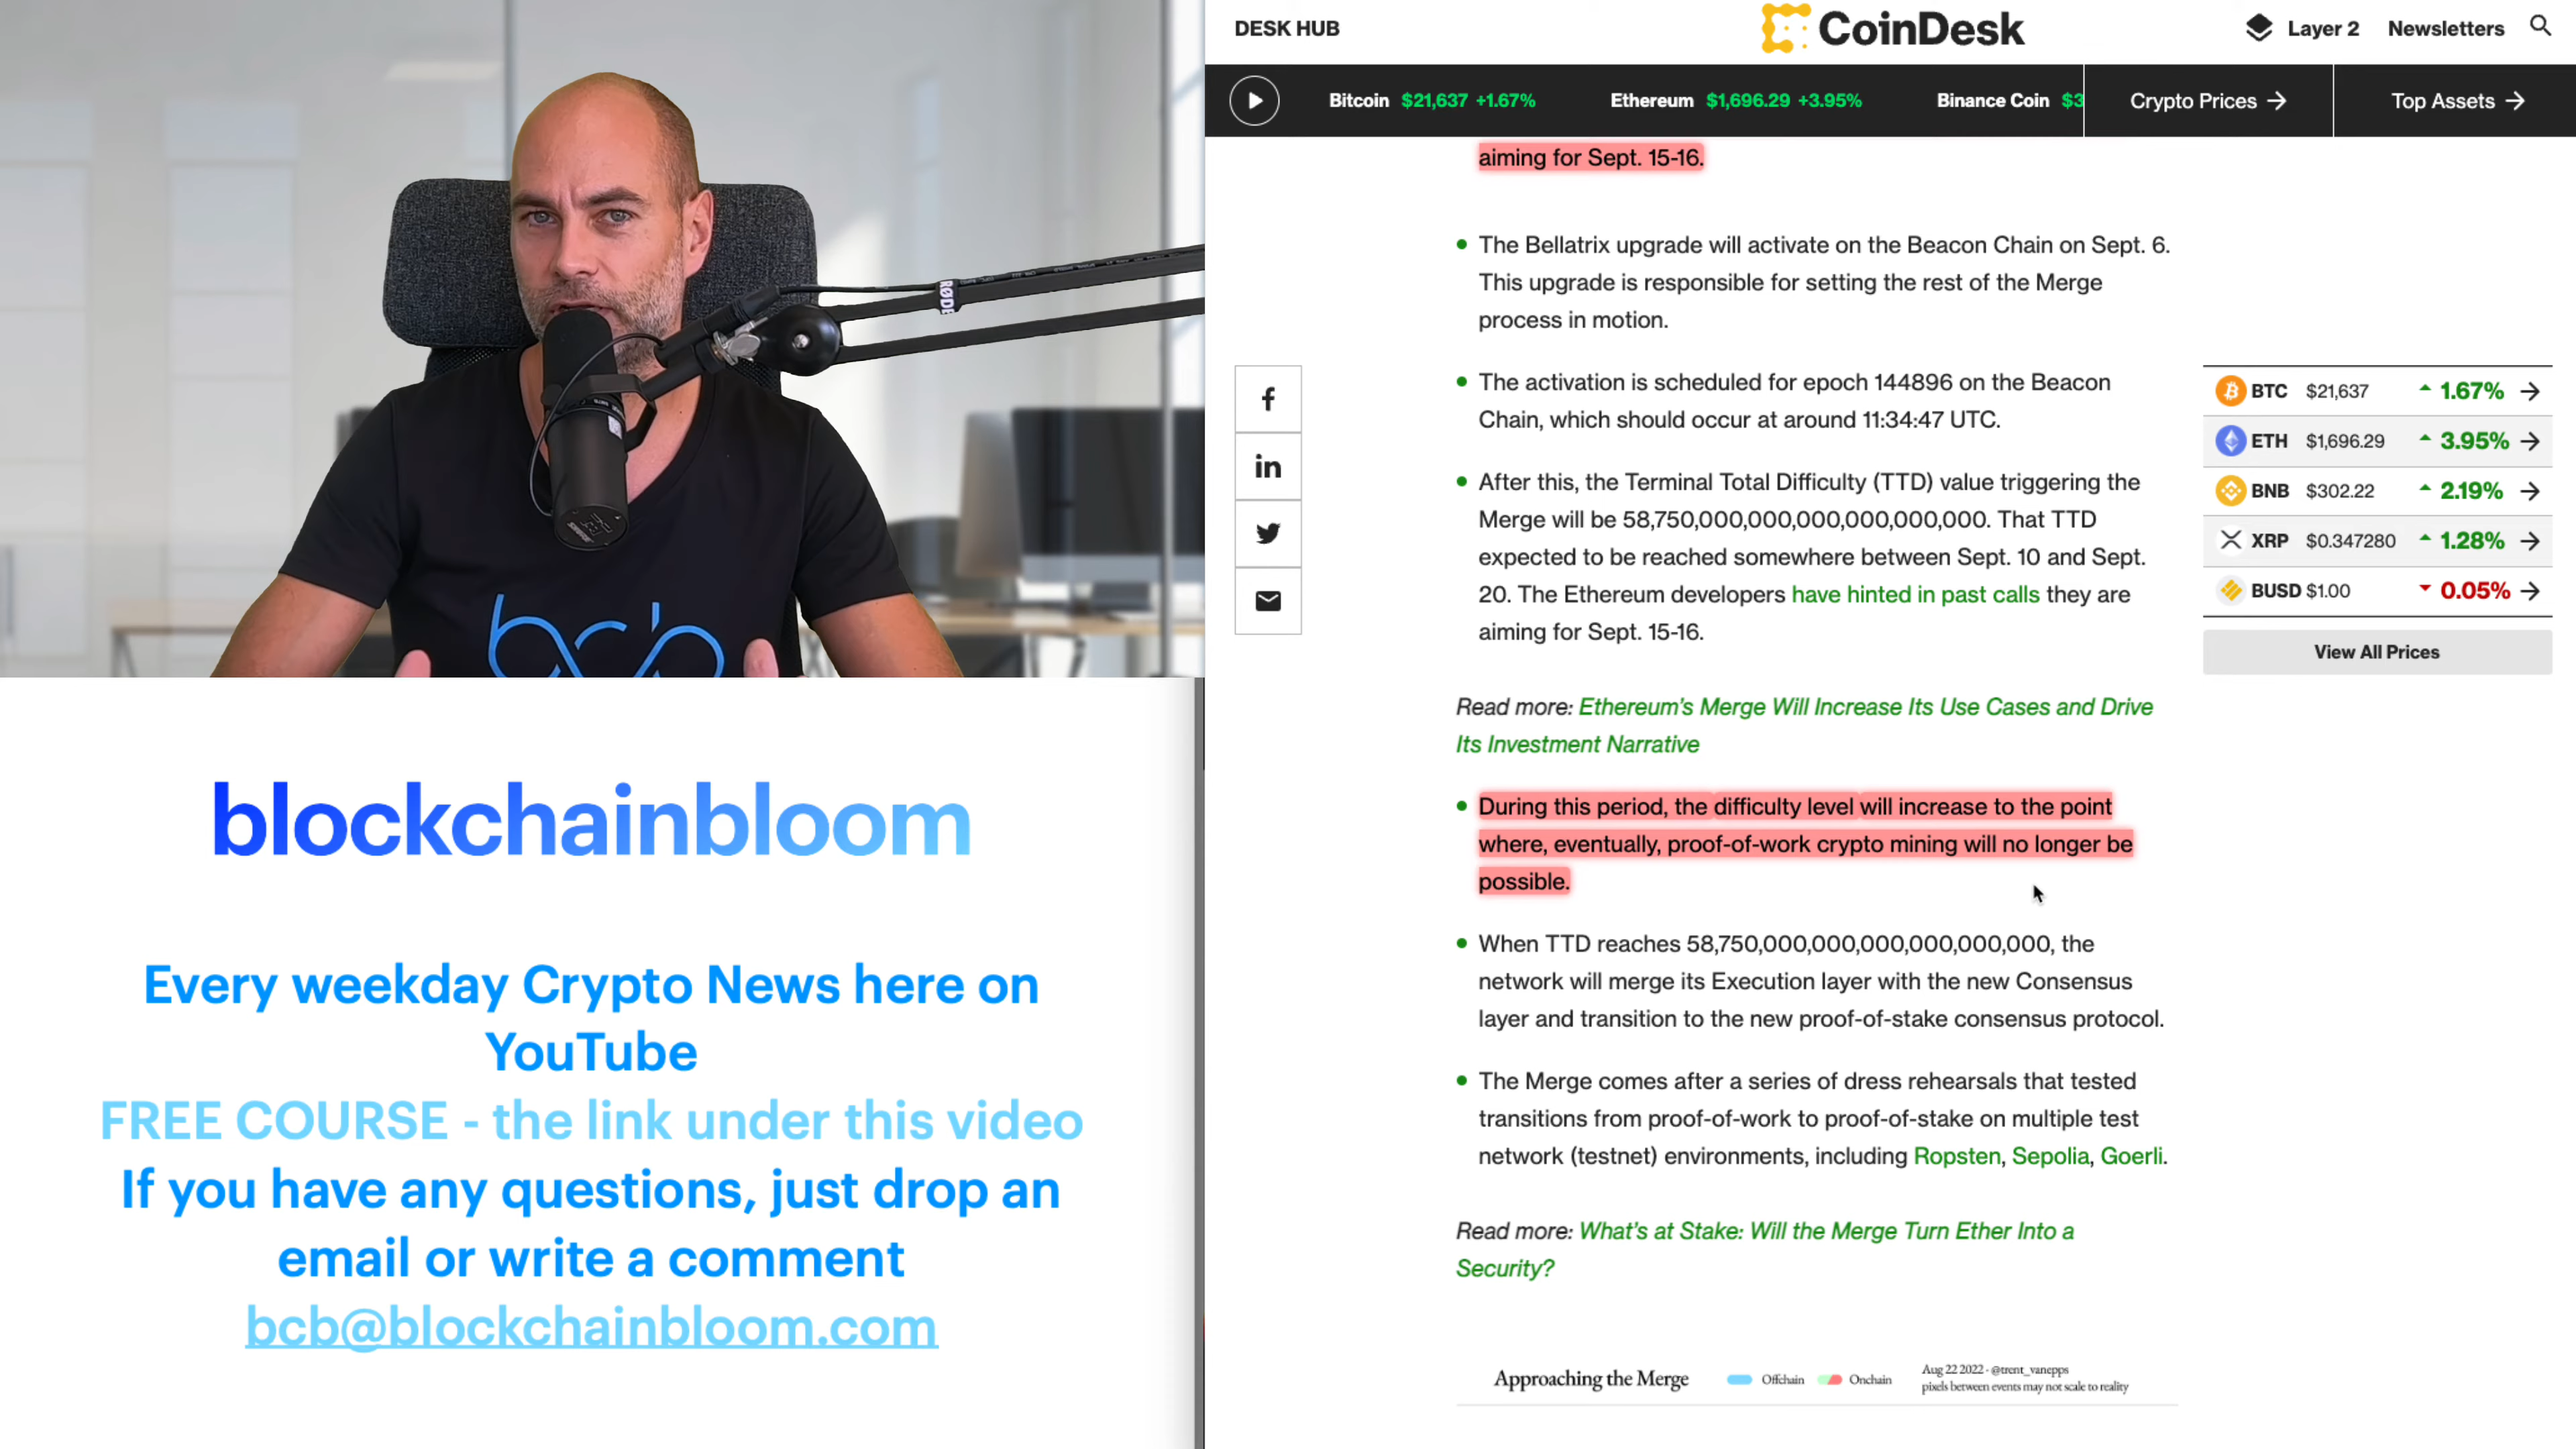 RØDE
bcb
blockchainbloom
Every weekday Crypto News here on
YouTube
FREE COURSE - the link under this video
If you have any questions, just drop an
email or write a comment
bcb@blockchainbloom.com
DESK HUB
CoinDesk
Layer 2
Newsletters
Bitcoin $21,637 +1.67%
Ethereum $1,696.29 +3.95%
Binance Coin $3
Crypto Prices →
Top Assets →
aiming for Sept. 15-16.
The Bellatrix upgrade will activate on the Beacon Chain on Sept. 6.
This upgrade is responsible for setting the rest of the Merge
process in motion.
The activation is scheduled for epoch 144896 on the Beacon
Chain, which should occur at around 11:34:47 UTC.
After this, the Terminal Total Difficulty (TTD) value triggering the
Merge will be 58,750,000,000,000,000,000,000. That TTD
expected to be reached somewhere between Sept. 10 and Sept.
20. The Ethereum developers have hinted in past calls they are
aiming for Sept. 15-16.
Read more: Ethereum's Merge Will Increase Its Use Cases and Drive
Its Investment Narrative
During this period, the difficulty level will increase to the point
where, eventually, proof-of-work crypto mining will no longer be
possible.
When TTD reaches 58,750,000,000,000,000,000,000, the
network will merge its Execution layer with the new Consensus
layer and transition to the new proof-of-stake consensus protocol.
The Merge comes after a series of dress rehearsals that tested
transitions from proof-of-work to proof-of-stake on multiple test
network (testnet) environments, including Ropsten, Sepolia, Goerli.
Read more: What's at Stake: Will the Merge Turn Ether Into a
Security?
Approaching the Merge
Offchain
Onchain
Aug 22 2022 - @trent_vanepps
pixels between events may not scale to reality
BTC $21,637 1.67% →
ETH $1,696.29 3.95% →
BNB $302.22 2.19% →
XRP $0.347280 1.28% →
BUSD $1.00 0.05% →
View All Prices